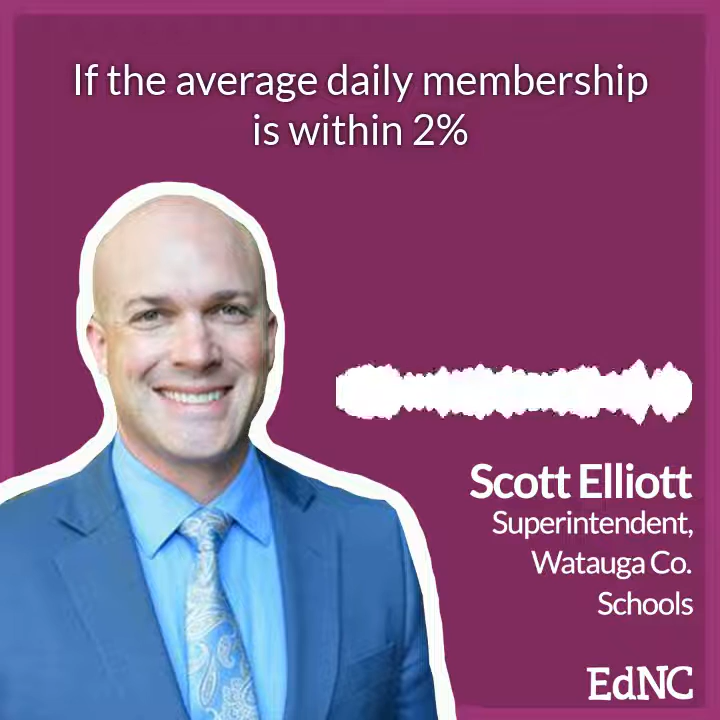 If the average daily membership
is within 2%
Scott Elliott
Superintendent,
Watauga Co.
Schools
EdNC